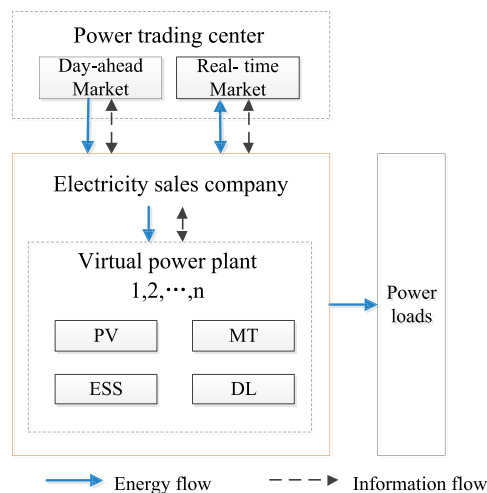 Power trading center
Day-ahead
Market
Real- time
Market
Electricity sales company
Virtual power plant
1,2,⋯,n
PV
MT
ESS
DL
Power
loads
Energy flow
Information flow